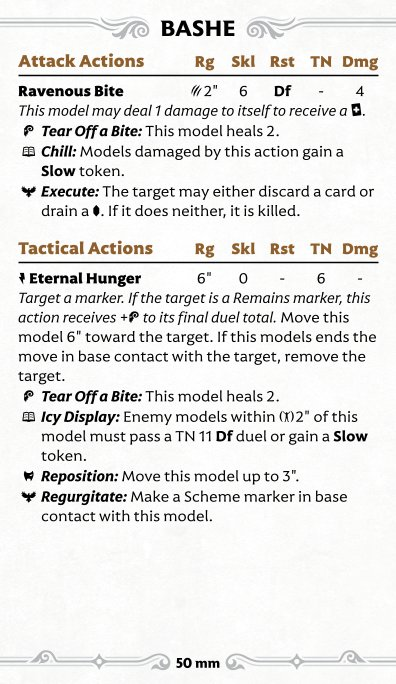 BASHE
Attack Actions Rg Skl Rst TN Dmg
Ravenous Bite 2" 6 Df - 4
This model may deal 1 damage to itself to receive a .
Tear Off a Bite: This model heals 2.
Chill: Models damaged by this action gain a
Slow token.
Execute: The target may either discard a card or
drain a . If it does neither, it is killed.
Tactical Actions Rg Skl Rst TN Dmg
Eternal Hunger 6" 0 - 6 -
Target a marker. If the target is a Remains marker, this
action receives + to its final duel total. Move this
model 6" toward the target. If this models ends the
move in base contact with the target, remove the
target.
Tear Off a Bite: This model heals 2.
Icy Display: Enemy models within 2" of this
model must pass a TN 11 Df duel or gain a Slow
token.
Reposition: Move this model up to 3".
Regurgitate: Make a Scheme marker in base
contact with this model.
50 mm